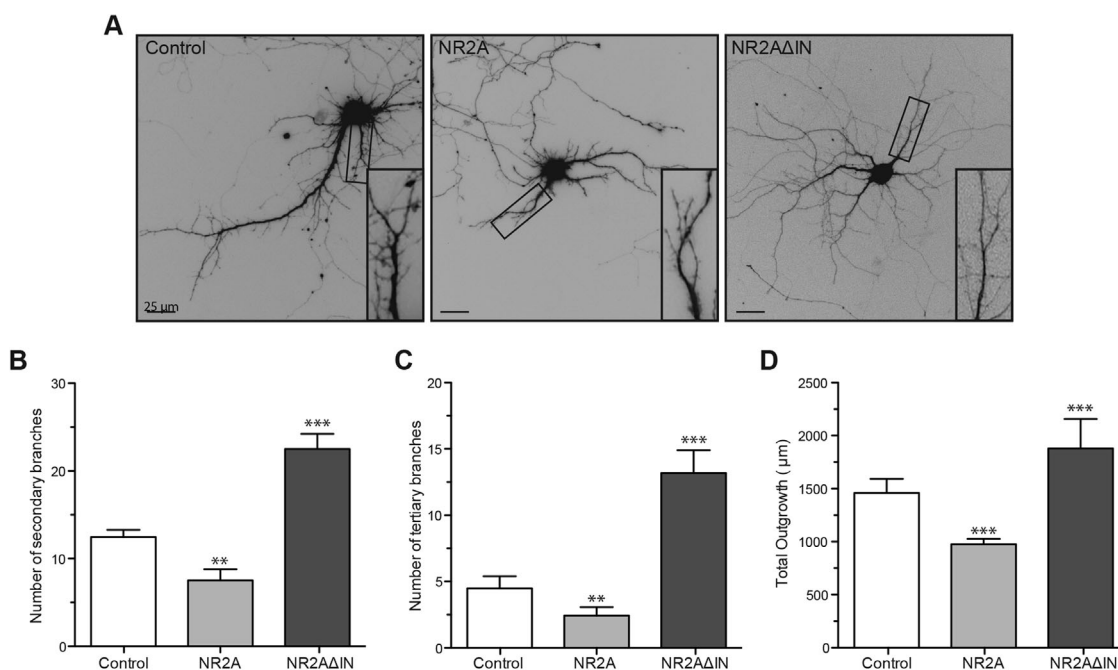 A
Control
NR2A
NR2AΔIN
25 µm
B
Number of secondary branches
30
20
10
0
**
***
Control
NR2A
NR2AΔIN
C
Number of tertiary branches
20
15
10
5
0
**
***
Control
NR2A
NR2AΔIN
D
Total Outgrowth ( µm)
2500
2000
1500
1000
500
0
***
***
Control
NR2A
NR2AΔIN